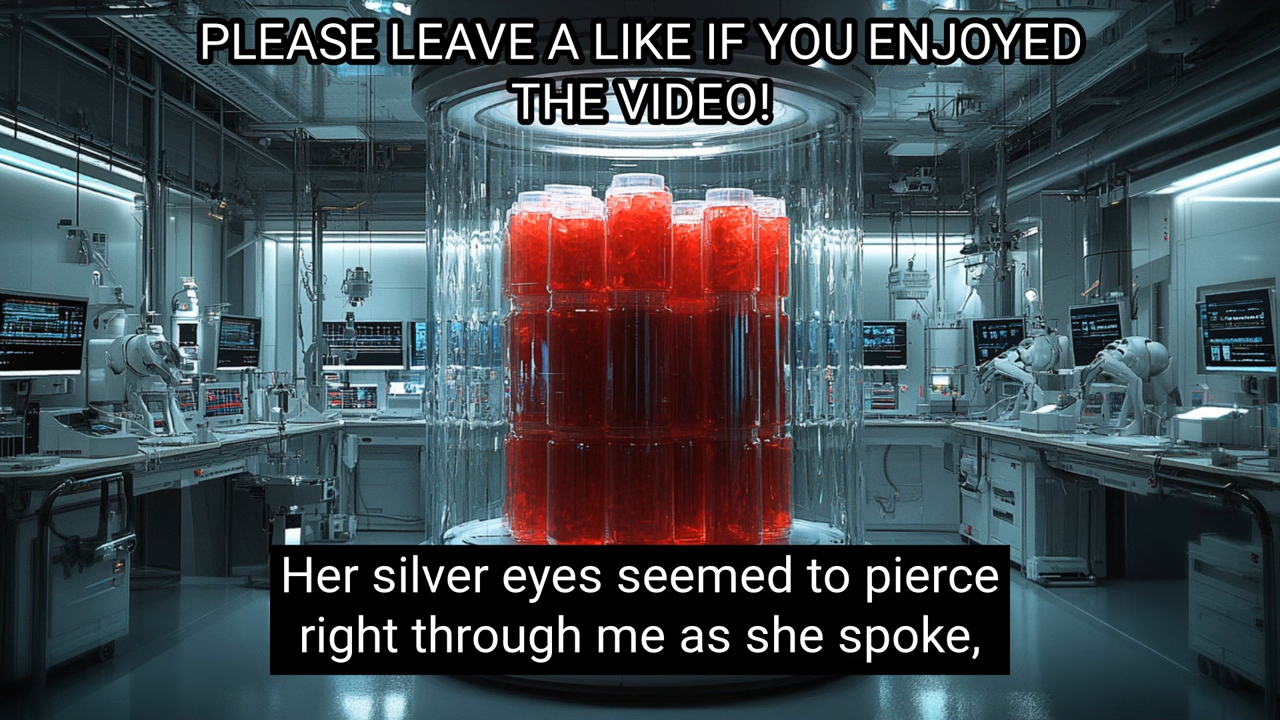 PLEASE LEAVE A LIKE IF YOU ENJOYED
THE VIDEO!
Her silver eyes seemed to pierce
right through me as she spoke,